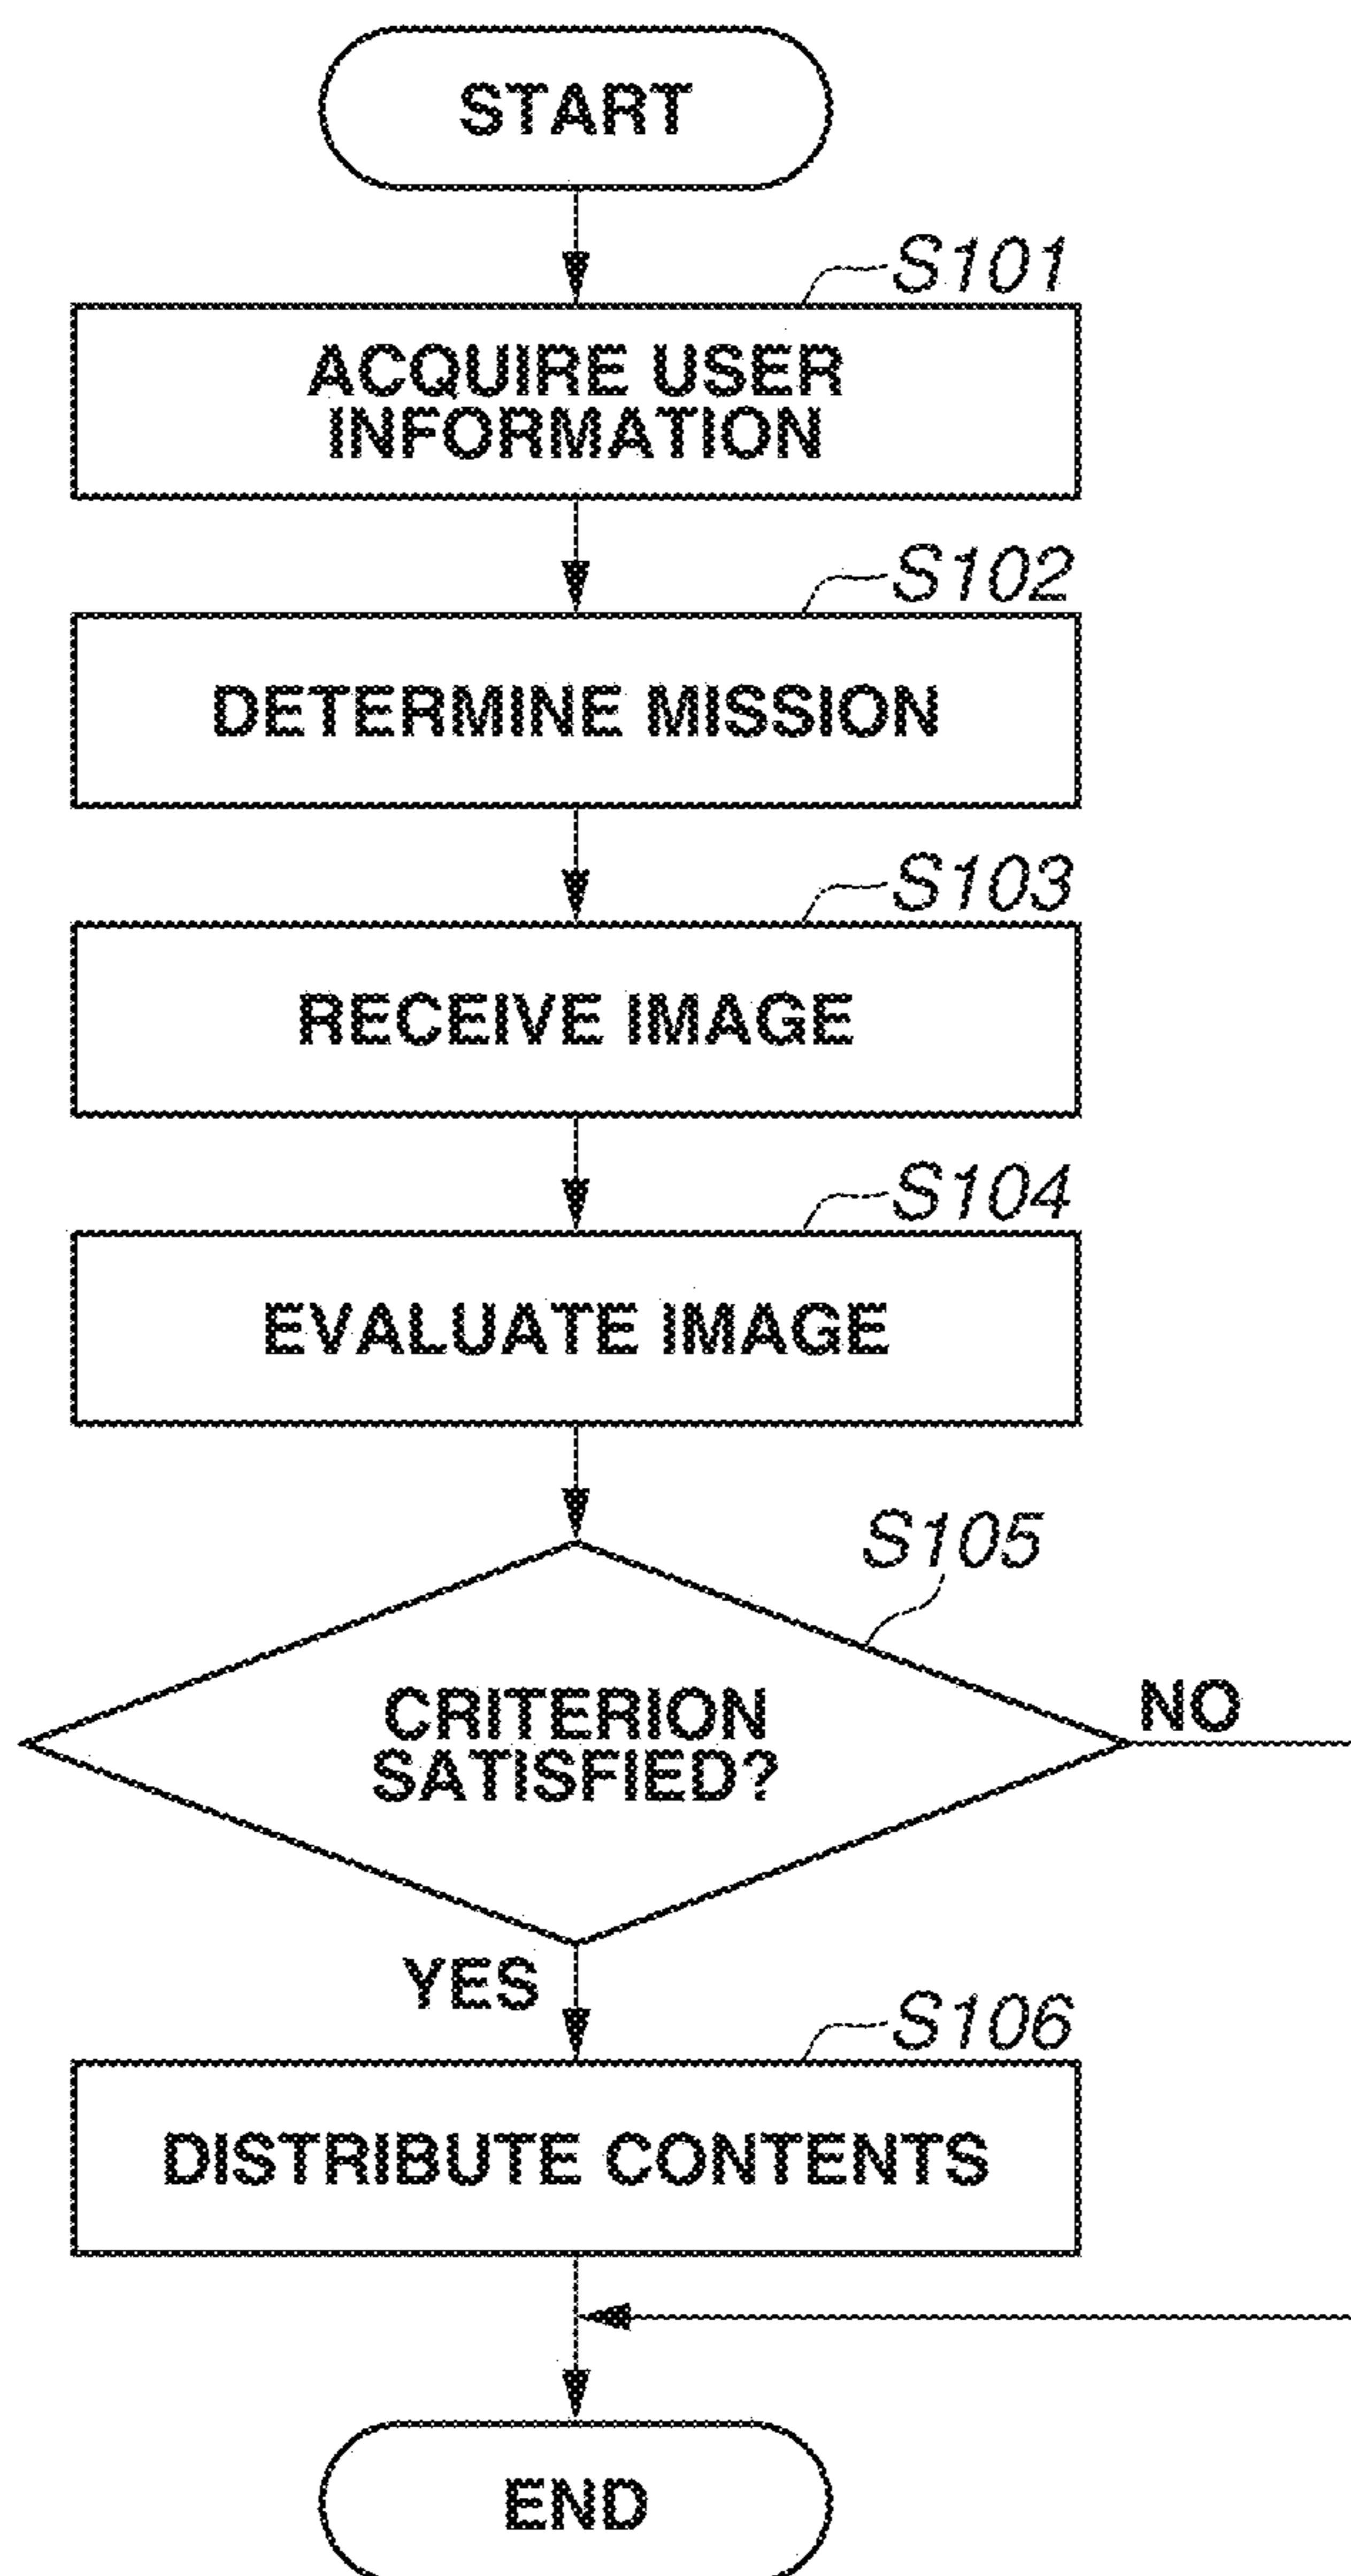 START
S101
ACQUIRE USER
INFORMATION
S102
DETERMINE MISSION
S103
RECEIVE IMAGE
S104
EVALUATE IMAGE
S105
CRITERION
SATISFIED?
NO
YES
S106
DISTRIBUTE CONTENTS
END